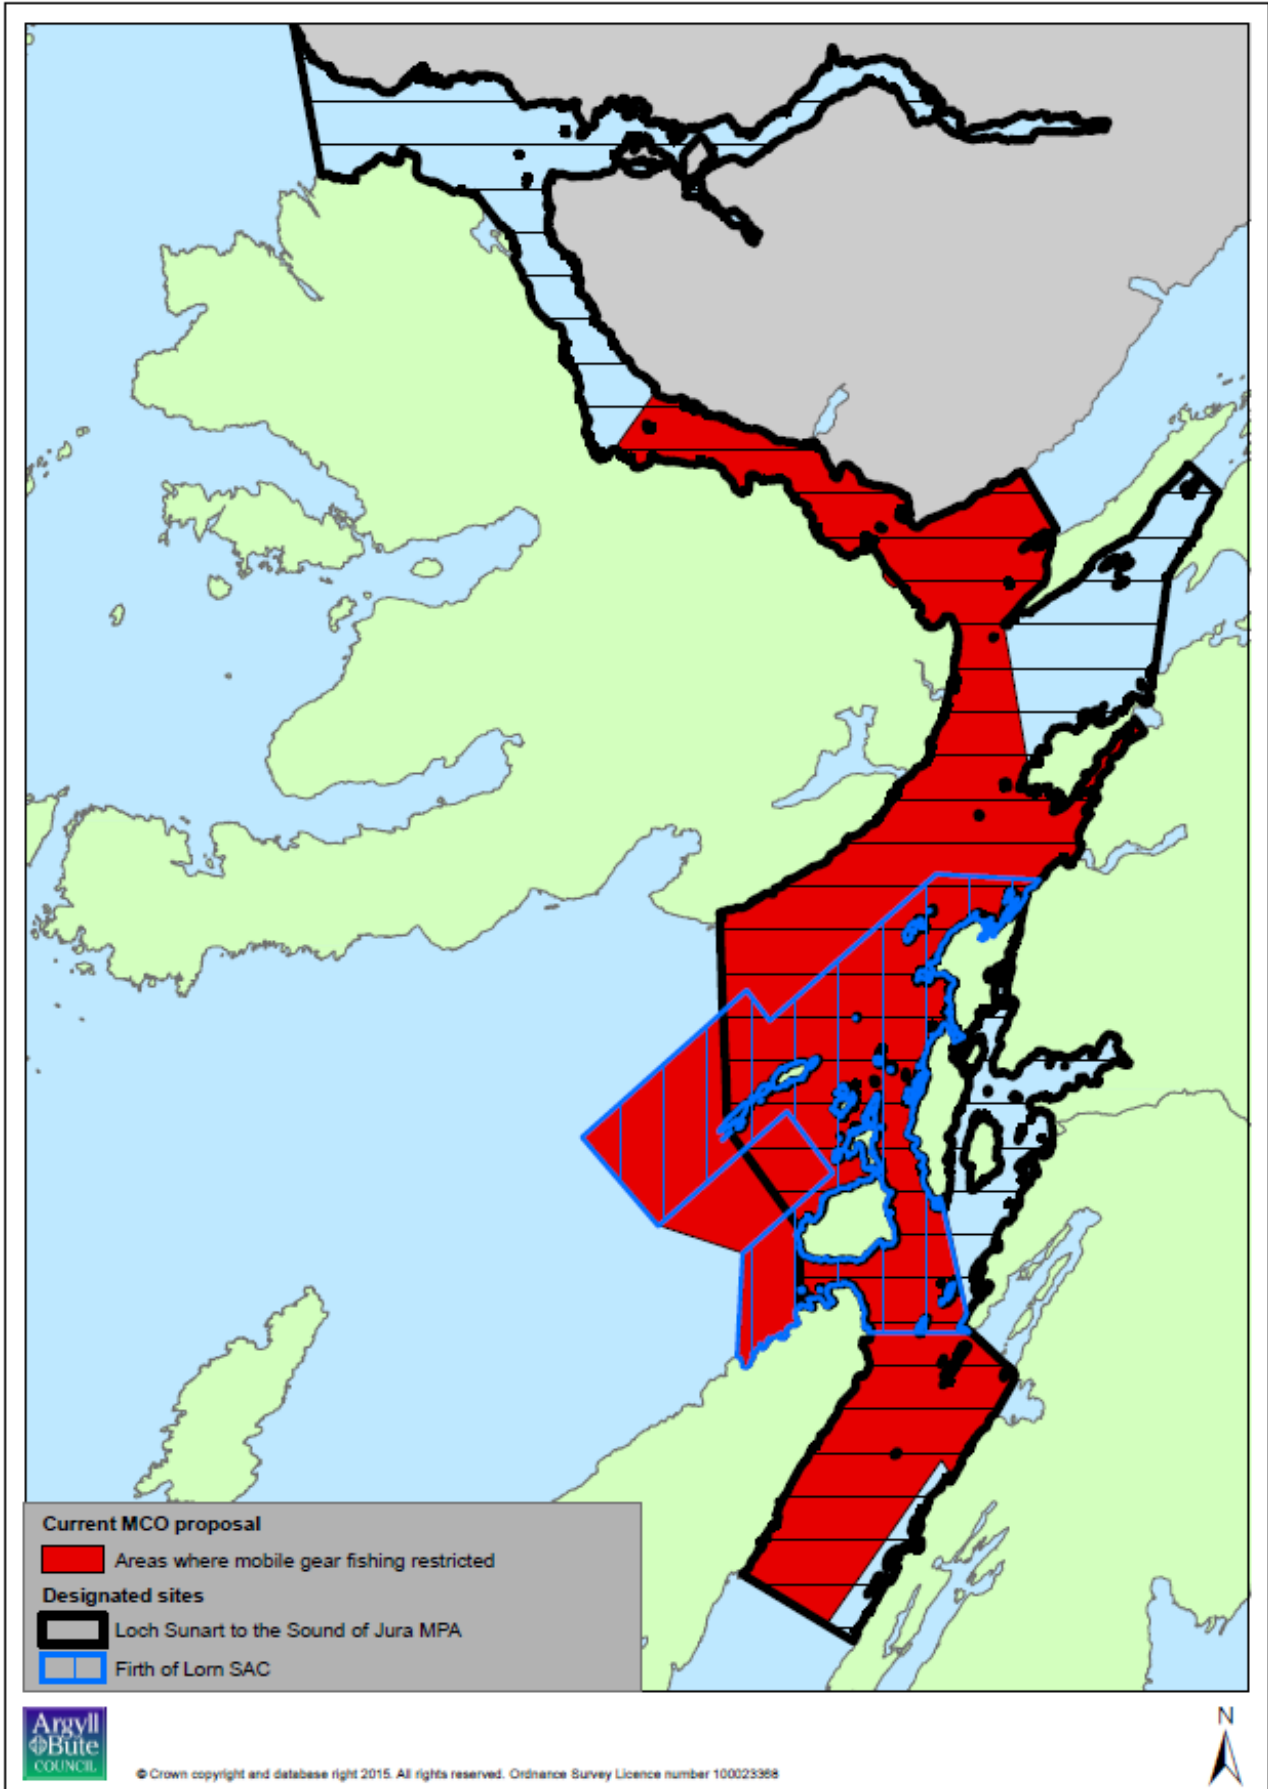 Current MCO proposal
Areas where mobile gear fishing restricted
Designated sites
Loch Sunart to the Sound of Jura MPA
Firth of Lorn SAC
Argyll
Bute
COUNCIL
N
© Crown copyright and database right 2015. All rights reserved. Ordnance Survey Licence number 100023368